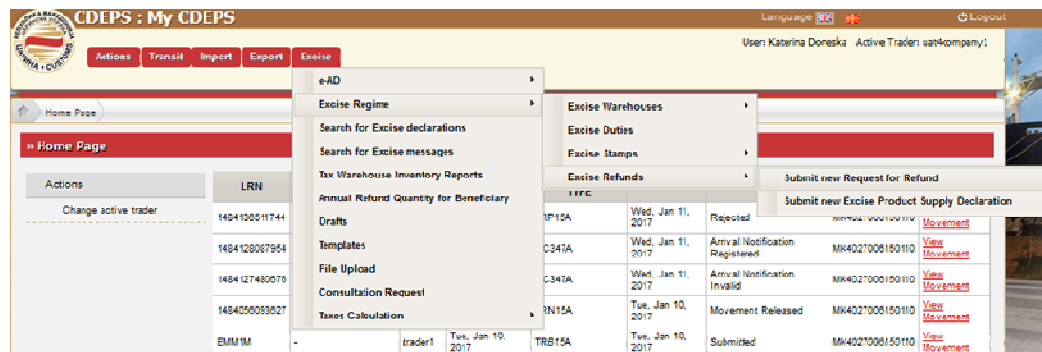 CDEPS : My CDEPS
Language
Logout
User: Katerina Doreska Active Trader: uat4company1
Actions Transit Import Export Excise
e-AD
Excise Regime
Search for Excise declarations
Search for Excise messages
Tax Warehouse Inventory Reports
Annual Refund Quantity for Beneficiary
Drafts
Templates
File Upload
Consultation Request
Taxes Calculation
Excise Warehouses
Excise Duties
Excise Stamps
Excise Refunds
Submit new Request for Refund
Submit new Excise Product Supply Declaration
Home Page
» Home Page
Actions
Change active trader
LRN
TYPE
Wed, Jan 11, 2017 Rejected
Movement
Wed, Jan 11, 2017 Arrival Notification Registered
View Movement
Wed, Jan 11, 2017 Arrival Notification Invalid
View Movement
Tue, Jan 10, 2017 Movement Released
View Movement
EMM1M - trader1 Tue, Jan 10, 2017 Submitted
View Movement